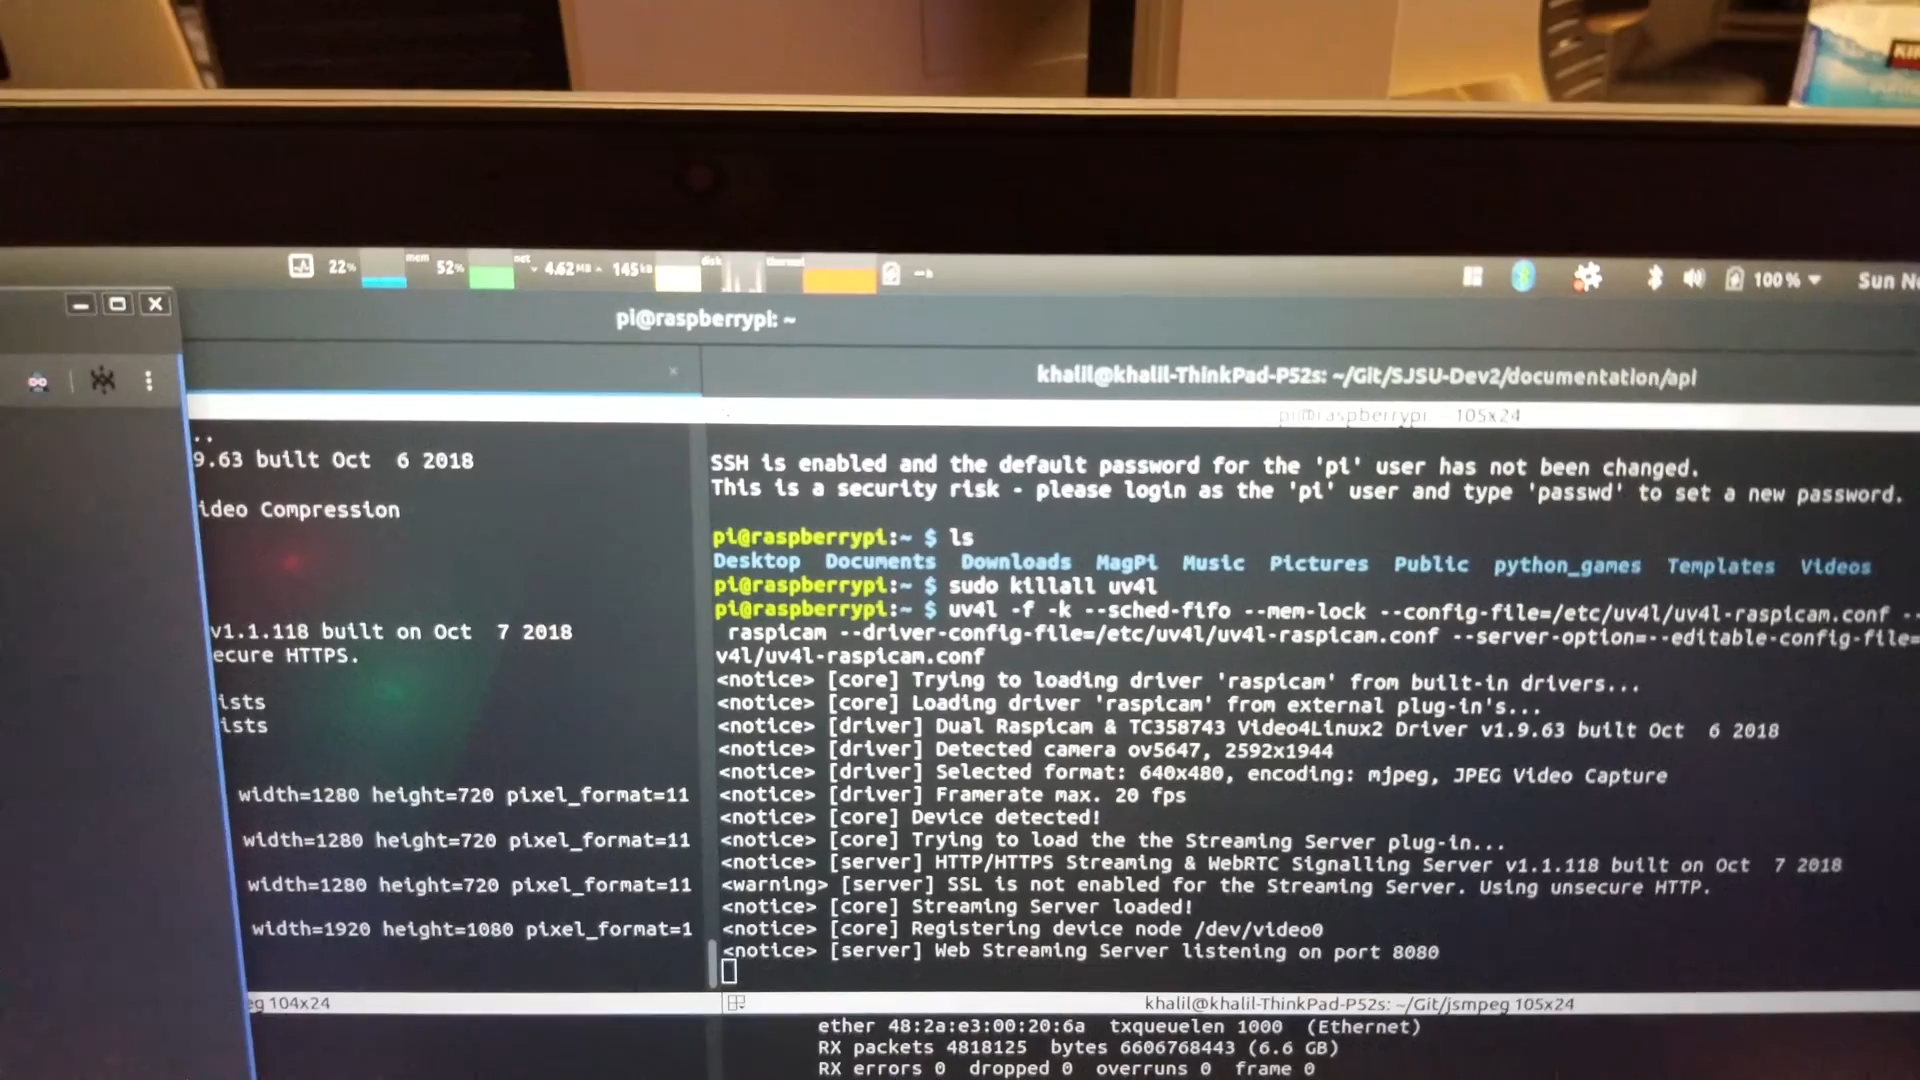 KIR
22% mem 52% net 4.62MB 145kB disk thermal
100% Sun No
pi@raspberrypi: ~
khalil@khalil-ThinkPad-P52s: ~/Git/SJSU-Dev2/documentation/api
pi@raspberrypi 105x24
..
9.63 built Oct  6 2018
ideo Compression
v1.1.118 built on Oct  7 2018
ecure HTTPS.
ists
ists
width=1280 height=720 pixel_format=11
width=1280 height=720 pixel_format=11
width=1280 height=720 pixel_format=11
width=1920 height=1080 pixel_format=1
eg 104x24
SSH is enabled and the default password for the 'pi' user has not been changed.
This is a security risk - please login as the 'pi' user and type 'passwd' to set a new password.
pi@raspberrypi:~ $ ls
Desktop  Documents  Downloads  MagPi  Music  Pictures  Public  python_games  Templates  Videos
pi@raspberrypi:~ $ sudo killall uv4l
pi@raspberrypi:~ $ uv4l -f -k --sched-fifo --mem-lock --config-file=/etc/uv4l/uv4l-raspicam.conf --
raspicam --driver-config-file=/etc/uv4l/uv4l-raspicam.conf --server-option=--editable-config-file=
v4l/uv4l-raspicam.conf
<notice> [core] Trying to loading driver 'raspicam' from built-in drivers...
<notice> [core] Loading driver 'raspicam' from external plug-in's...
<notice> [driver] Dual Raspicam & TC358743 Video4Linux2 Driver v1.9.63 built Oct  6 2018
<notice> [driver] Detected camera ov5647, 2592x1944
<notice> [driver] Selected format: 640x480, encoding: mjpeg, JPEG Video Capture
<notice> [driver] Framerate max. 20 fps
<notice> [core] Device detected!
<notice> [core] Trying to load the the Streaming Server plug-in...
<notice> [server] HTTP/HTTPS Streaming & WebRTC Signalling Server v1.1.118 built on Oct  7 2018
<warning> [server] SSL is not enabled for the Streaming Server. Using unsecure HTTP.
<notice> [core] Streaming Server loaded!
<notice> [core] Registering device node /dev/video0
<notice> [server] Web Streaming Server listening on port 8080
khalil@khalil-ThinkPad-P52s: ~/Git/jsmpeg 105x24
ether 48:2a:e3:00:20:6a  txqueuelen 1000  (Ethernet)
RX packets 4818125  bytes 6606768443 (6.6 GB)
RX errors 0  dropped 0  overruns 0  frame 0